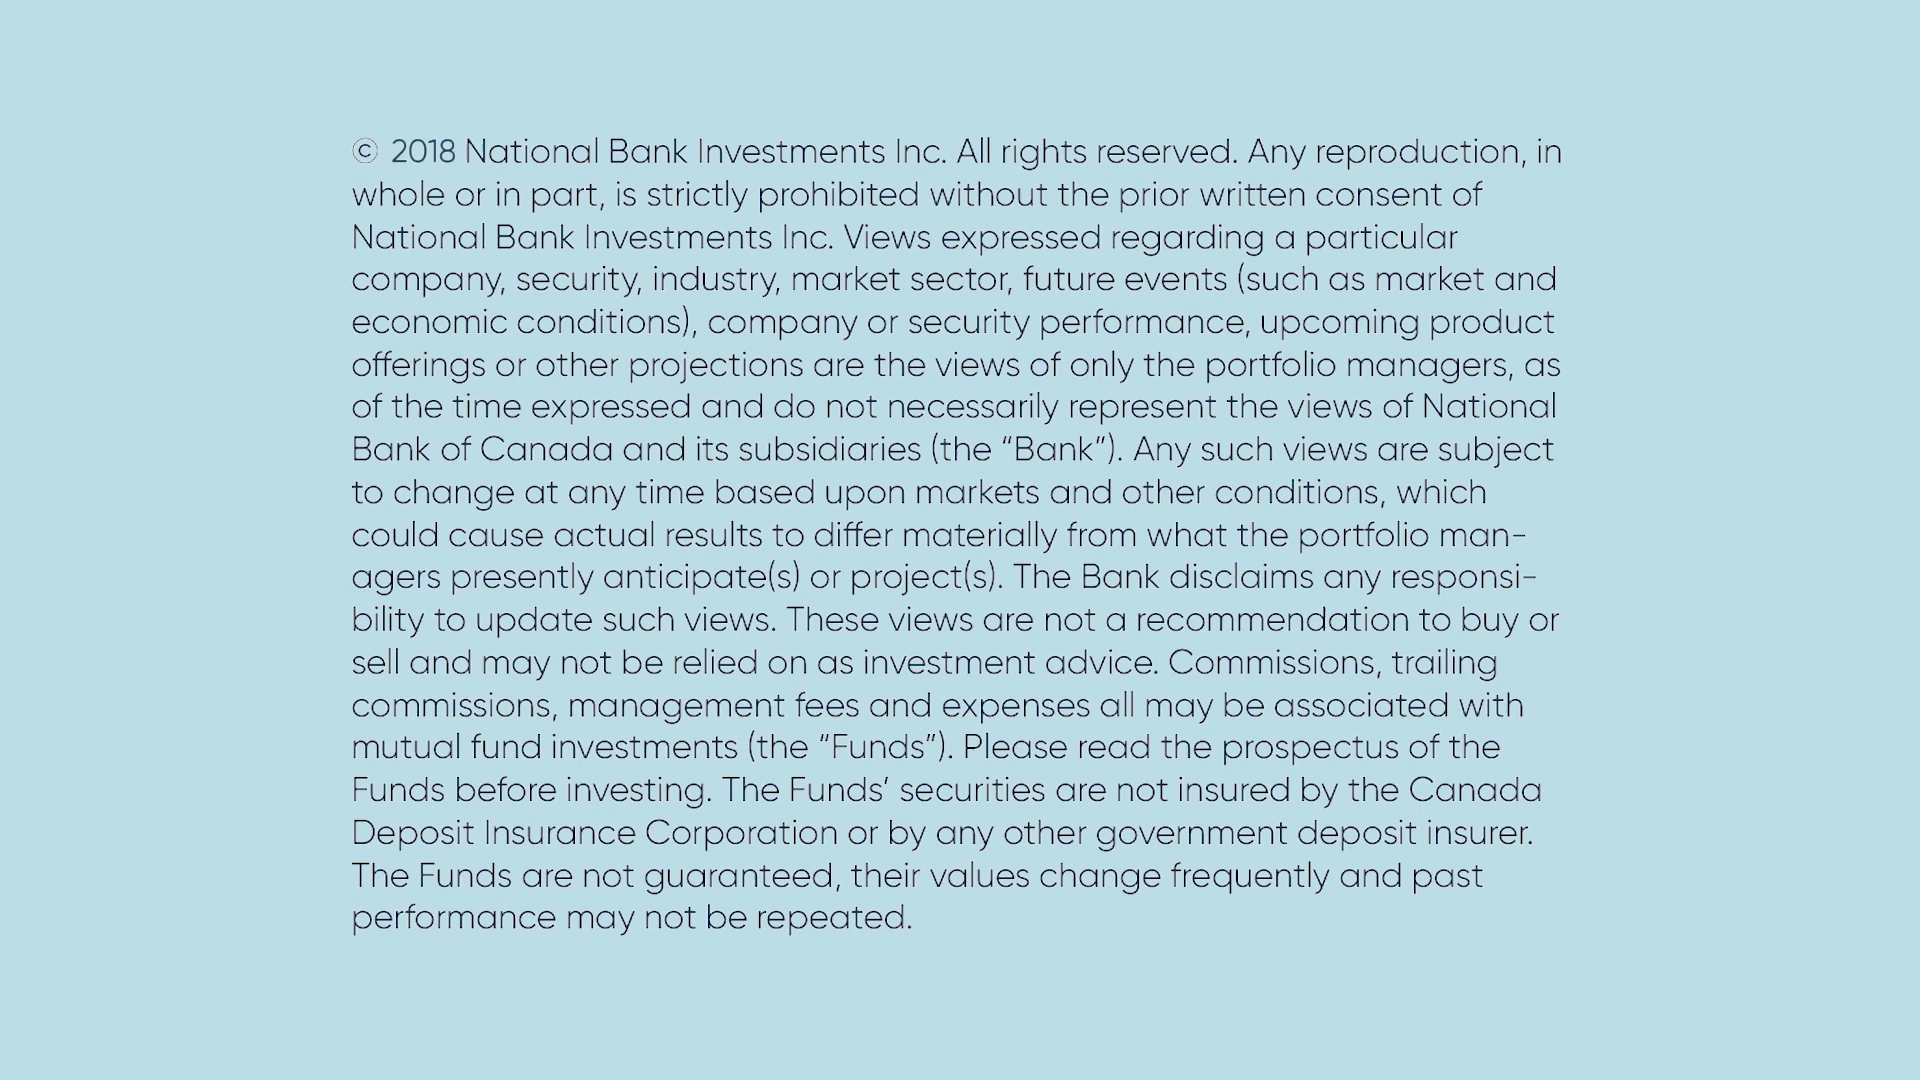 © 2018 National Bank Investments Inc. All rights reserved. Any reproduction, in
whole or in part, is strictly prohibited without the prior written consent of
National Bank Investments Inc. Views expressed regarding a particular
company, security, industry, market sector, future events (such as market and
economic conditions), company or security performance, upcoming product
offerings or other projections are the views of only the portfolio managers, as
of the time expressed and do not necessarily represent the views of National
Bank of Canada and its subsidiaries (the “Bank”). Any such views are subject
to change at any time based upon markets and other conditions, which
could cause actual results to differ materially from what the portfolio man-
agers presently anticipate(s) or project(s). The Bank disclaims any responsi-
bility to update such views. These views are not a recommendation to buy or
sell and may not be relied on as investment advice. Commissions, trailing
commissions, management fees and expenses all may be associated with
mutual fund investments (the “Funds”). Please read the prospectus of the
Funds before investing. The Funds’ securities are not insured by the Canada
Deposit Insurance Corporation or by any other government deposit insurer.
The Funds are not guaranteed, their values change frequently and past
performance may not be repeated.